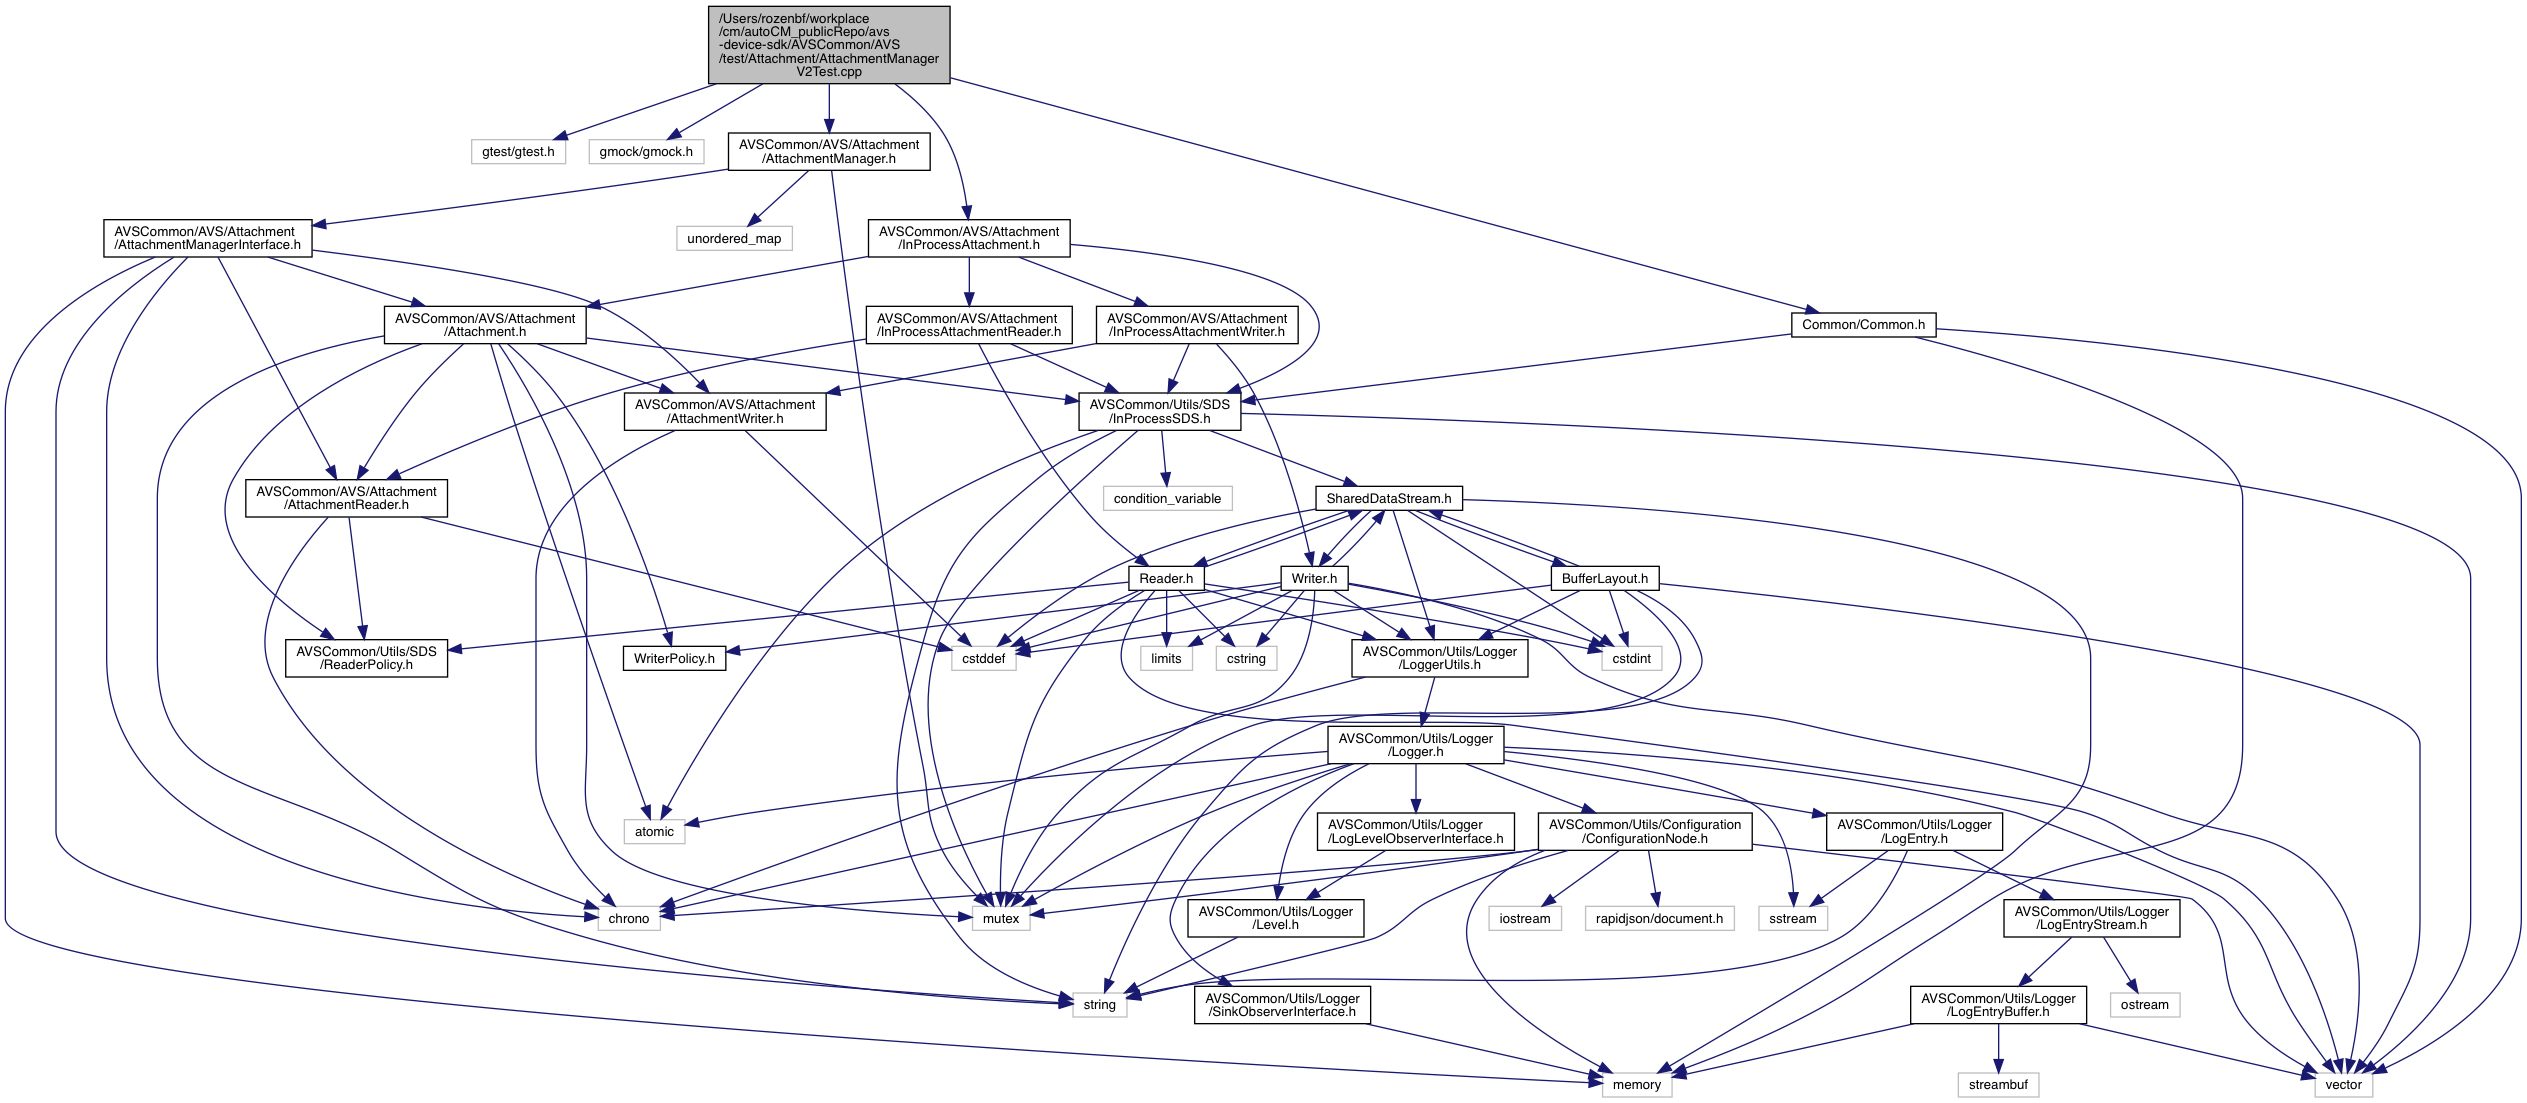 /Users/rozenbf/workplace
/cm/autoCM_publicRepo/avs
-device-sdk/AVSCommon/AVS
/test/Attachment/AttachmentManager
V2Test.cpp
gtest/gtest.h
gmock/gmock.h
AVSCommon/AVS/Attachment
/AttachmentManager.h
AVSCommon/AVS/Attachment
/AttachmentManagerInterface.h
unordered_map
AVSCommon/AVS/Attachment
/InProcessAttachment.h
AVSCommon/AVS/Attachment
/Attachment.h
AVSCommon/AVS/Attachment
/InProcessAttachmentReader.h
AVSCommon/AVS/Attachment
/InProcessAttachmentWriter.h
Common/Common.h
AVSCommon/AVS/Attachment
/AttachmentWriter.h
AVSCommon/Utils/SDS
/InProcessSDS.h
AVSCommon/AVS/Attachment
/AttachmentReader.h
condition_variable
SharedDataStream.h
Reader.h
Writer.h
BufferLayout.h
AVSCommon/Utils/SDS
/ReaderPolicy.h
WriterPolicy.h
cstddef
limits
cstring
AVSCommon/Utils/Logger
/LoggerUtils.h
cstdint
AVSCommon/Utils/Logger
/Logger.h
atomic
AVSCommon/Utils/Logger
/LogLevelObserverInterface.h
AVSCommon/Utils/Configuration
/ConfigurationNode.h
AVSCommon/Utils/Logger
/LogEntry.h
chrono
mutex
AVSCommon/Utils/Logger
/Level.h
iostream
rapidjson/document.h
sstream
AVSCommon/Utils/Logger
/LogEntryStream.h
string
AVSCommon/Utils/Logger
/SinkObserverInterface.h
AVSCommon/Utils/Logger
/LogEntryBuffer.h
ostream
memory
streambuf
vector